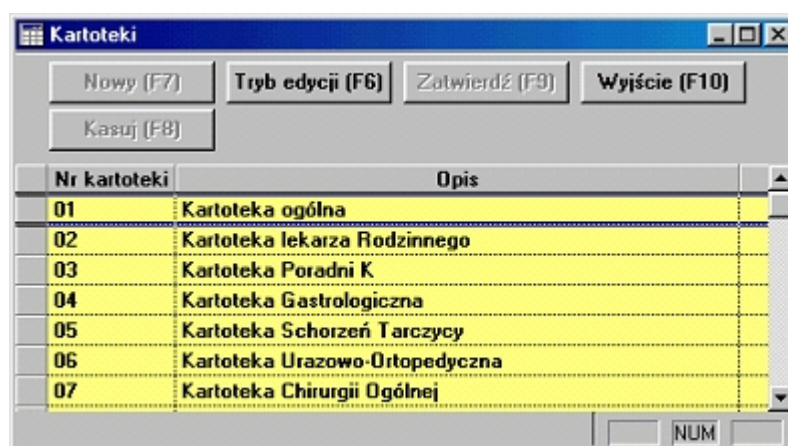 Kartoteki
Nowy (F7) Tryb edycji (F6) Zatwierdź (F9) Wyjście (F10)
Kasuj (F8)
Nr kartoteki Opis
01 Kartoteka ogólna
02 Kartoteka lekarza Rodzinnego
03 Kartoteka Poradni K
04 Kartoteka Gastrologiczna
05 Kartoteka Schorzeń Tarczycy
06 Kartoteka Urazowo-Ortopedyczna
07 Kartoteka Chirurgii Ogólnej
NUM